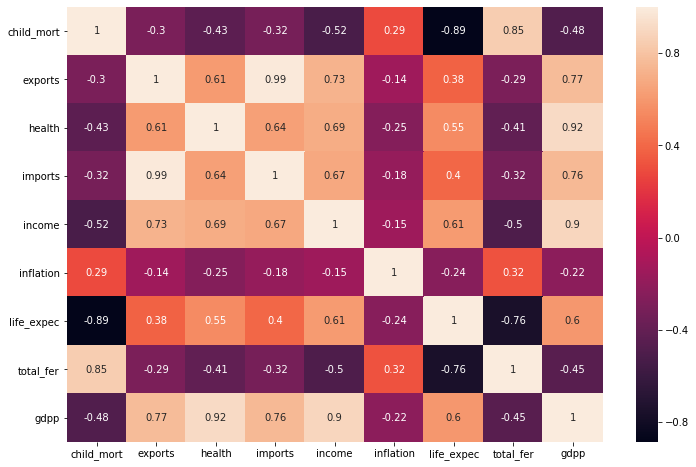 child_mort 1 -0.3 -0.43 -0.32 -0.52 0.29 -0.89 0.85 -0.48
exports -0.3 1 0.61 0.99 0.73 -0.14 0.38 -0.29 0.77
health -0.43 0.61 1 0.64 0.69 -0.25 0.55 -0.41 0.92
imports -0.32 0.99 0.64 1 0.67 -0.18 0.4 -0.32 0.76
income -0.52 0.73 0.69 0.67 1 -0.15 0.61 -0.5 0.9
inflation 0.29 -0.14 -0.25 -0.18 -0.15 1 -0.24 0.32 -0.22
life_expec -0.89 0.38 0.55 0.4 0.61 -0.24 1 -0.76 0.6
total_fer 0.85 -0.29 -0.41 -0.32 -0.5 0.32 -0.76 1 -0.45
gdpp -0.48 0.77 0.92 0.76 0.9 -0.22 0.6 -0.45 1
child_mort exports health imports income inflation life_expec total_fer gdpp
0.8
0.4
0.0
-0.4
-0.8